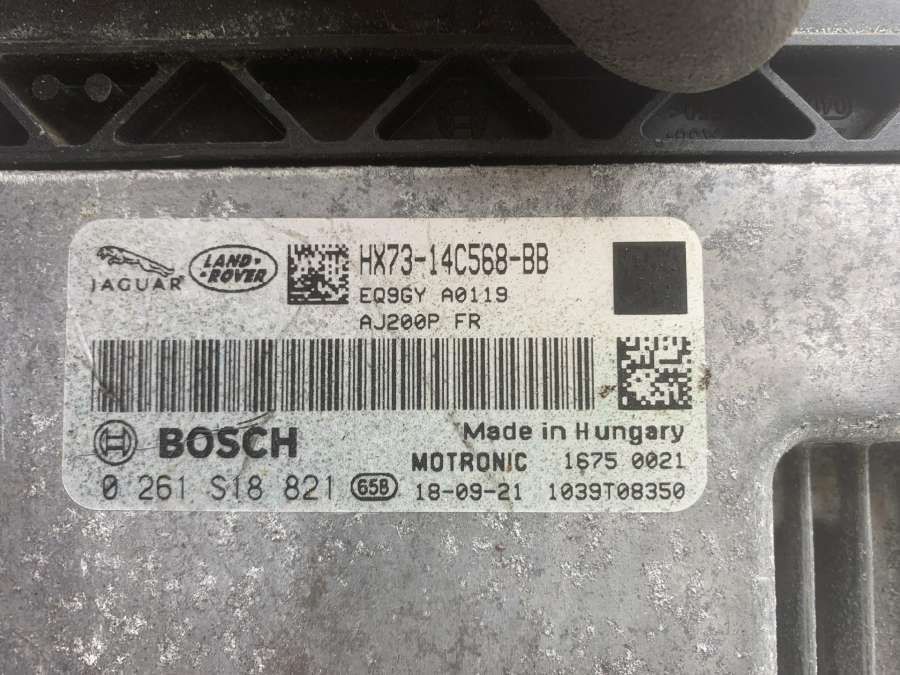 JAGUAR
LAND-
-ROVER
HX73-14C568-BB
EQ9GY A0119
AJ200P FR
BOSCH
Made in Hungary
MOTRONIC 1675 0021
0 261 S18 821 65B 18-09-21 1039T08350